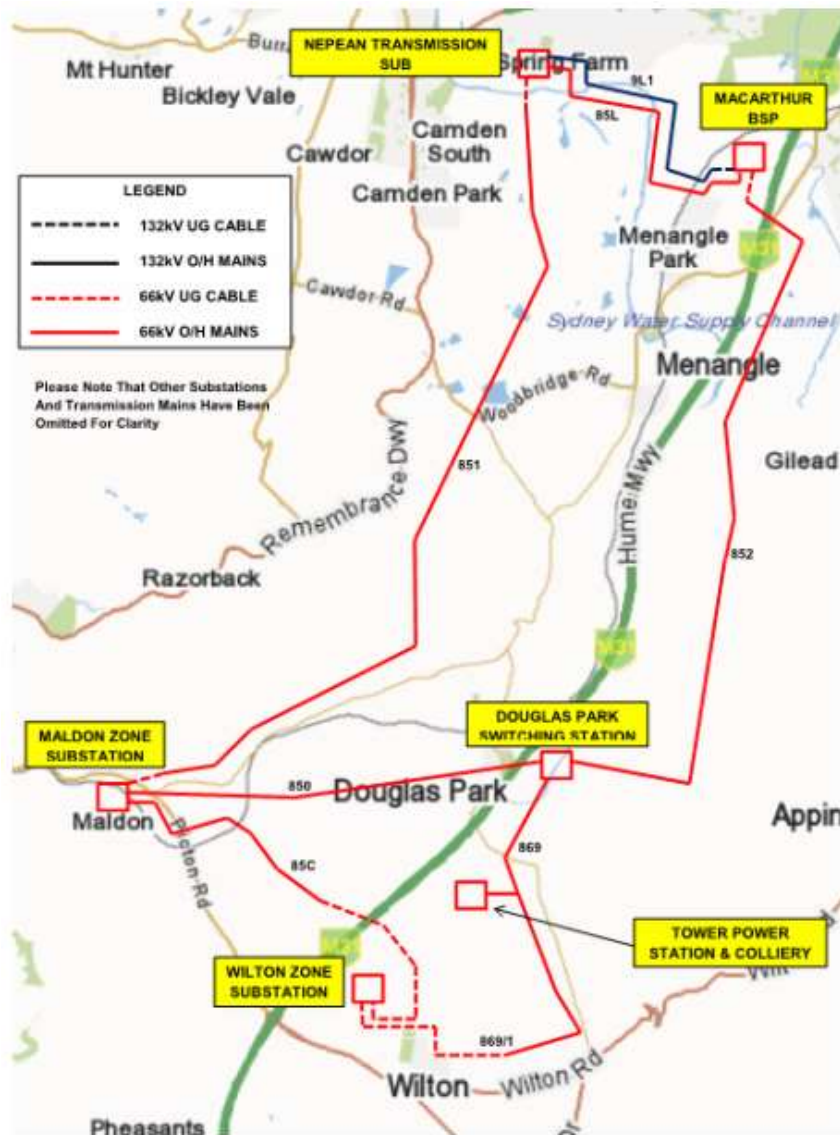 Burra
NEPEAN TRANSMISSION
SUB
Spring Farm
Mt Hunter
Bickley Vale
9L1
85L
MACARTHUR
BSP
Camden
South
Cawdor
Camden Park
LEGEND
132kV UG CABLE
132kV O/H MAINS
66kV UG CABLE
66kV O/H MAINS
Menangle
Park
M31
Cawdor Rd
Sydney Water Supply Channel
Menangle
Please Note That Other Substations
And Transmission Mains Have Been
Omitted For Clarity
Woodbridge Rd
851
Gilead
Remembrance Dwy
Hume Mwy
852
Razorback
M31
MALDON ZONE
SUBSTATION
DOUGLAS PARK
SWITCHING STATION
850
Douglas Park
Maldon
Appin
Picton Rd
85C
869
TOWER POWER
STATION & COLLIERY
M31
WILTON ZONE
SUBSTATION
869/1
Wilton
Wilton Rd
Pheasants